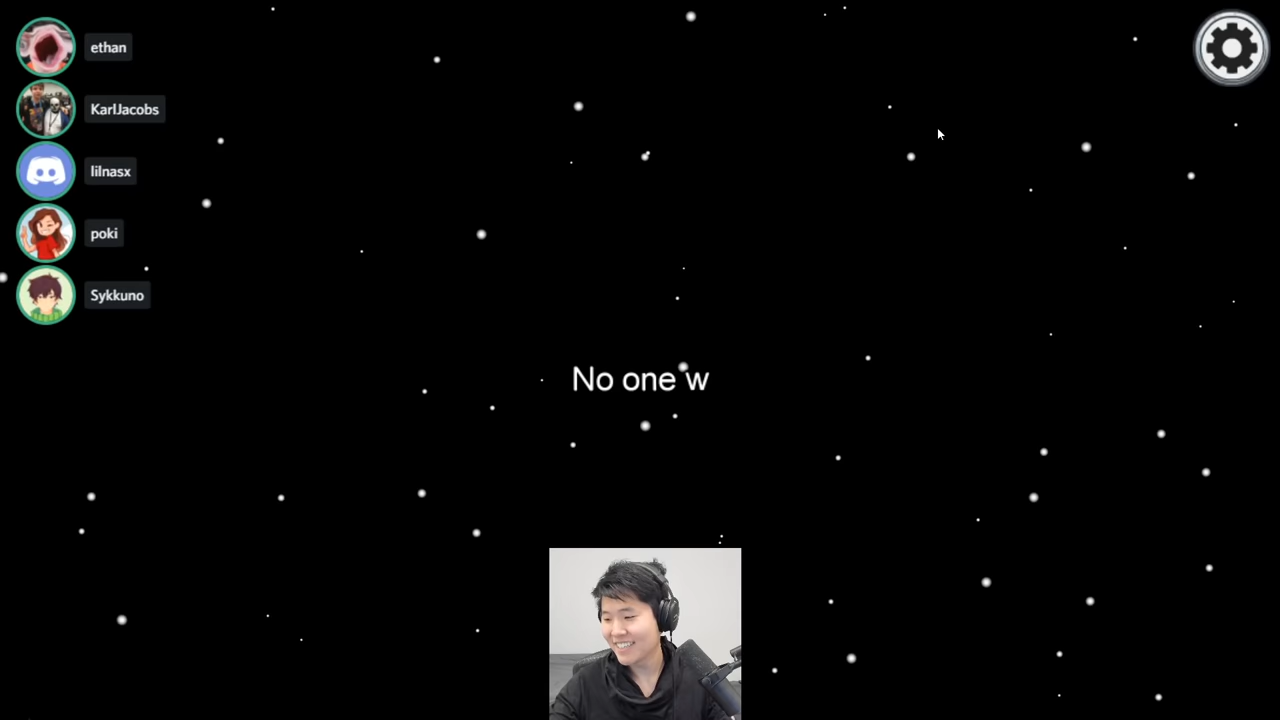 ethan
KarlJacobs
lilnasx
poki
Sykkuno
No one w